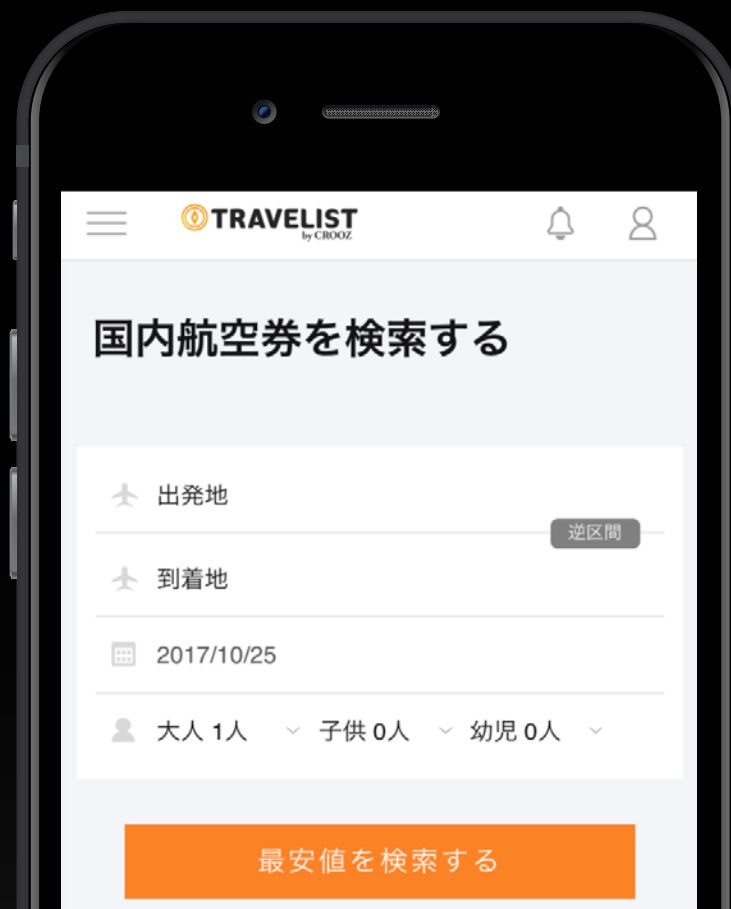 TRAVELIST
by CROOZ
国内航空券を検索する
出発地
逆区間
到着地
2017/10/25
大人 1人 子供 0人 幼児 0人
最安値を検索する